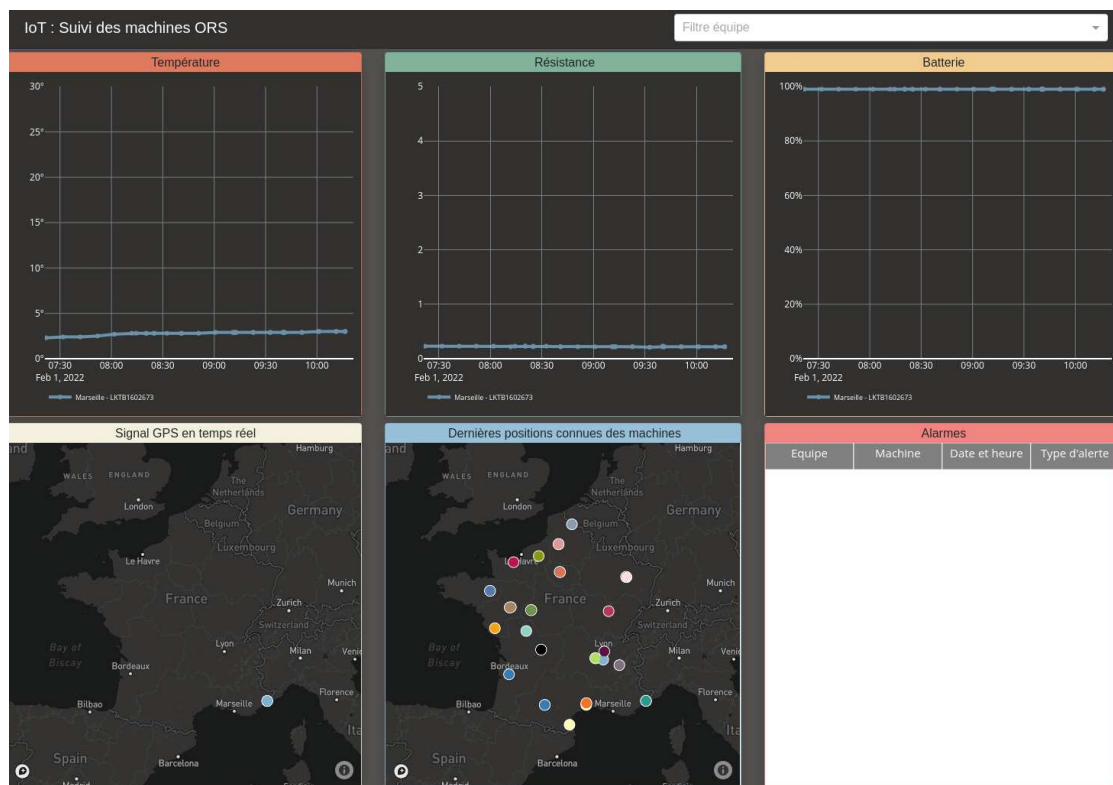 IoT : Suivi des machines ORS
Filtre équipe
Température
30°
25°
20°
15°
10°
5°
0°
07:30 08:00 08:30 09:00 09:30 10:00
Feb 1, 2022
Marseille - LKTB1602673
Résistance
5
4
3
2
1
0
07:30 08:00 08:30 09:00 09:30 10:00
Feb 1, 2022
Marseille - LKTB1602673
Batterie
100%
80%
60%
40%
20%
0%
07:30 08:00 08:30 09:00 09:30 10:00
Feb 1, 2022
Marseille - LKTB1602673
Signal GPS en temps réel
Hamburg
WALES ENGLAND
The
Netherlands
London
Germany
Belgium
Luxembourg
Le Havre
Munich
France
Zurich
Switzerland
Lyon
Milan
Bay of
Biscay
Bordeaux
Florence
Bilbao
Marseille
Spain
Barcelona
Dernières positions connues des machines
and
Hamburg
WALES ENGLAND
The
Netherlands
London
Germany
Belgium
Luxembourg
Munich
France
Zurich
Switzerland
Lyon
Milan
Bay of
Biscay
Bordeaux
Florence
Bilbao
Marseille
Spain
Barcelona
Alarmes
Equipe Machine Date et heure Type d'alerte